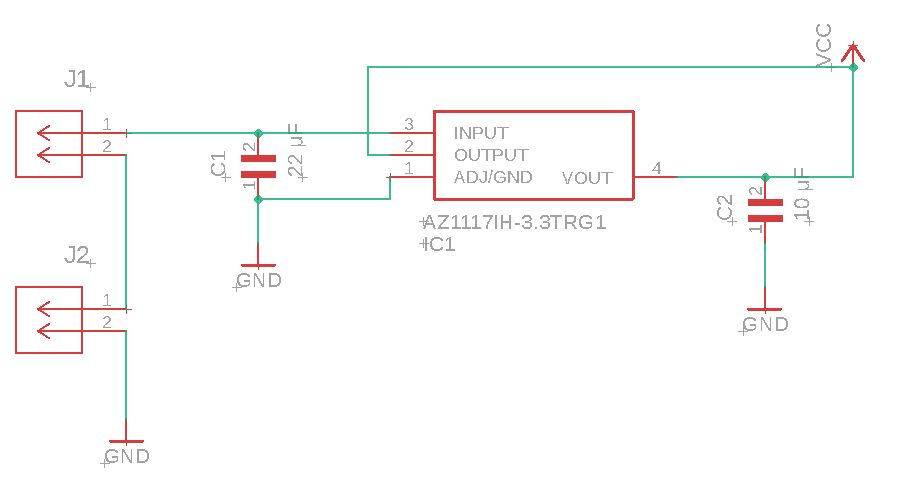 VCC
J1
1
2
C1
2
1
22 µF
3
2
1
INPUT
OUTPUT
ADJ/GND
VOUT
4
AZ1117IH-3.3TRG1
IC1
C2
2
1
10 µF
J2
1
2
GND
GND
GND